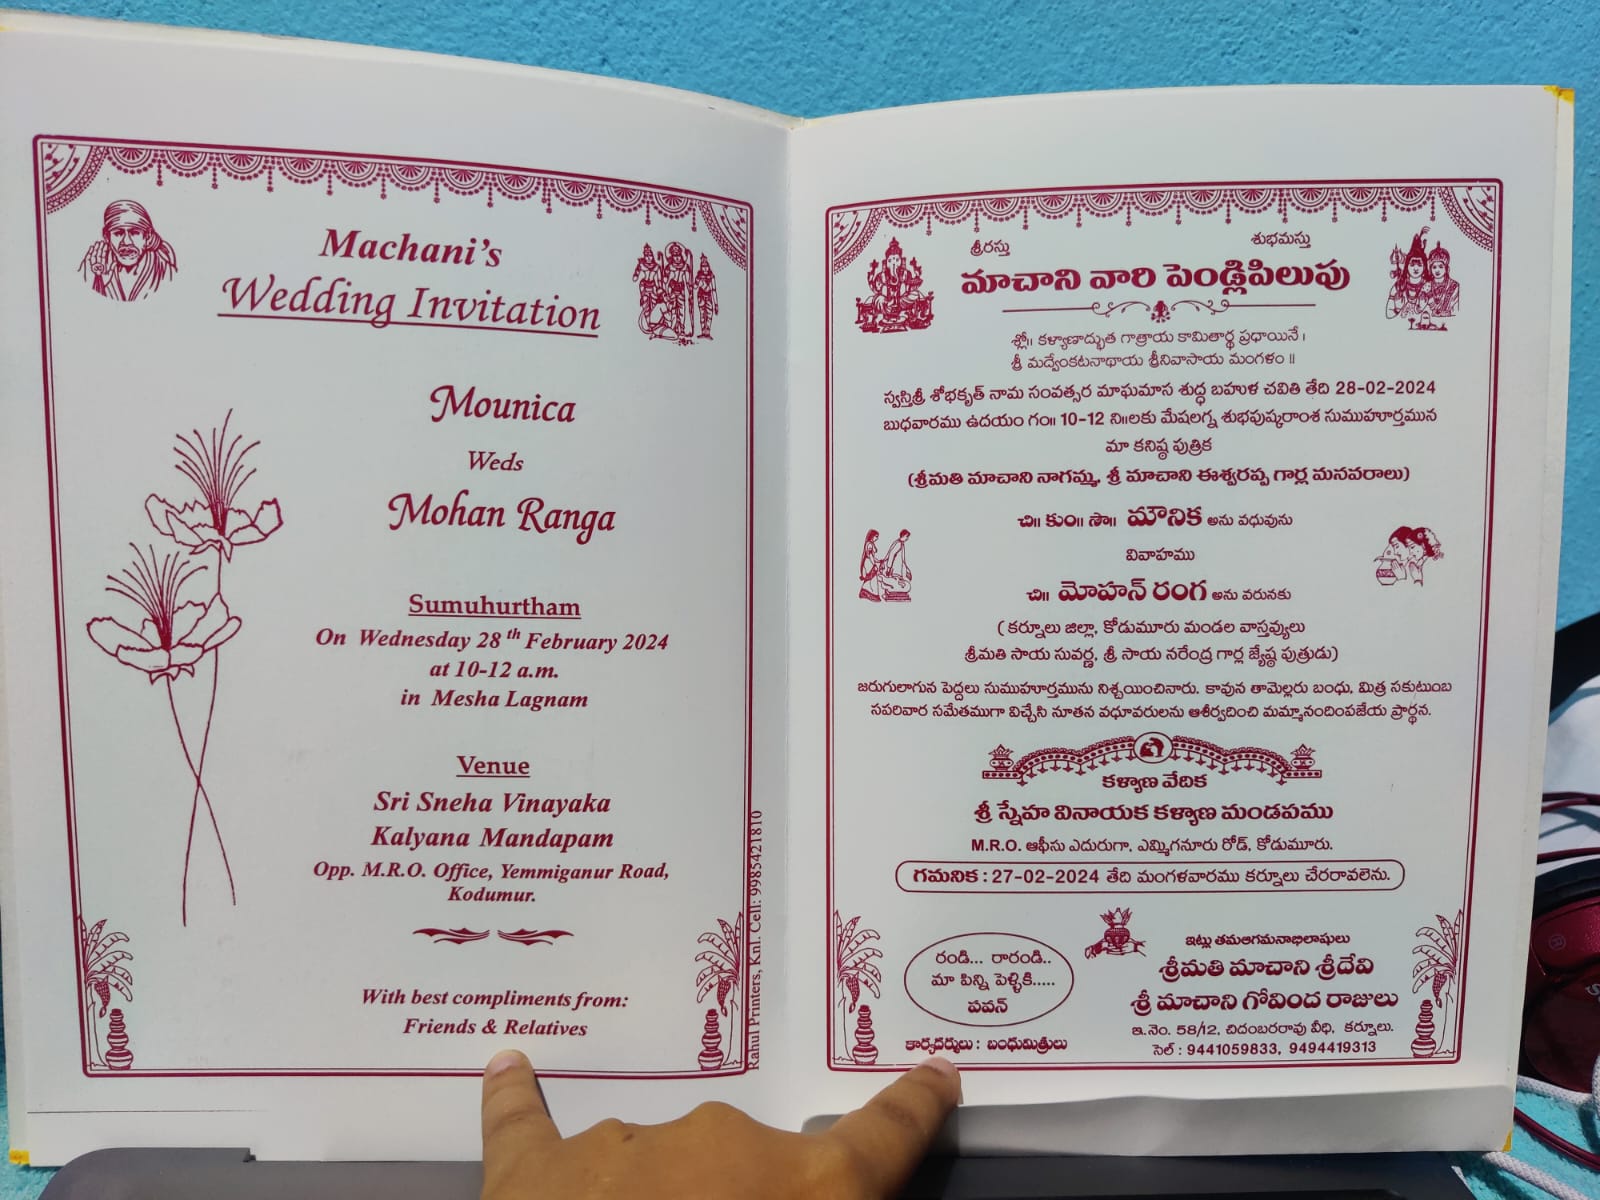 Machani's
Wedding Invitation
Mounica
Weds
Mohan Ranga
Sumuhurtham
On Wednesday 28th February 2024
at 10-12 a.m.
in Mesha Lagnam
Venue
Sri Sneha Vinayaka
Kalyana Mandapam
Opp. M.R.O. Office, Yemmiganur Road,
Kodumur.
With best compliments from:
Friends & Relatives
Rahul Printers, Knl. Cell: 9985421810
శ్రీరస్తు
శుభమస్తు
మాచాని వారి పెండ్లిపిలుపు
శ్లో॥ కళ్యాణాద్భుత గాత్రాయ కామితార్థ ప్రధాయినే।
శ్రీ మద్వేంకటనాథాయ శ్రీనివాసాయ మంగళం॥
స్వస్తిశ్రీ శోభకృత్ నామ సంవత్సర మాఘమాస శుద్ధ బహుళ చవితి తేది 28-02-2024
బుధవారము ఉదయం గం॥ 10-12 ని॥లకు మేషలగ్న శుభపుష్కరాంశ సుముహూర్తమున
మా కనిష్ఠ పుత్రిక
(శ్రీమతి మాచాని నాగమ్మ, శ్రీ మాచాని ఈశ్వరప్ప గార్ల మనవరాలు)
చి॥ కుం॥ సౌ॥ మౌనిక అను వధువును
వివాహము
చి॥ మోహన్ రంగ అను వరునకు
( కర్నూలు జిల్లా, కోడుమూరు మండల వాస్తవ్యులు
శ్రీమతి సాయ సువర్ణ, శ్రీ సాయ నరేంద్ర గార్ల జ్యేష్ఠ పుత్రుడు)
జరుగులాగున పెద్దలు సుముహూర్తమును నిశ్చయించినారు. కావున తామెల్లరు బంధు, మిత్ర సకుటుంబ
సపరివార సమేతముగా విచ్చేసి నూతన వధూవరులను ఆశీర్వదించి మమ్మానందింపజేయ ప్రార్థన.
కళ్యాణ వేదిక
శ్రీ స్నేహ వినాయక కళ్యాణ మండపము
M.R.O. ఆఫీసు ఎదురుగా, ఎమ్మిగనూరు రోడ్, కోడుమూరు.
గమనిక : 27-02-2024 తేది మంగళవారము కర్నూలు చేరరావలెను.
రండి... రారండి..
మా పిన్ని పెళ్ళికి.....
పవన్
కార్యదర్శులు : బంధుమిత్రులు
ఇట్లు తమఆగమనాభిలాషులు
శ్రీమతి మాచాని శ్రీదేవి
శ్రీ మాచాని గోవింద రాజులు
ఇ.నెం. 58/12, చిదంబరరావు వీధి, కర్నూలు.
సెల్ : 9441059833, 9494419313